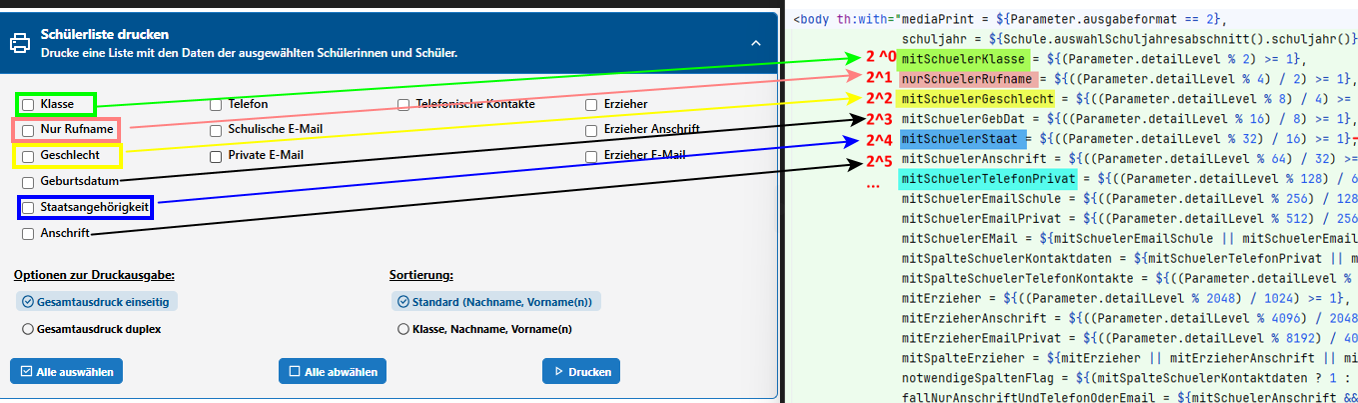 Schülerliste drucken
Drucke eine Liste mit den Daten der ausgewählten Schülerinnen und Schüler.
Klasse
Telefon
Telefonische Kontakte
Erzieher
Nur Rufname
Schulische E-Mail
Erzieher Anschrift
Geschlecht
Private E-Mail
Erzieher E-Mail
Geburtsdatum
Staatsangehörigkeit
Anschrift
Optionen zur Druckausgabe:
Sortierung:
Gesamtausdruck einseitig
Standard (Nachname, Vorname(n))
Gesamtausdruck duplex
Klasse, Nachname, Vorname(n)
Alle auswählen
Alle abwählen
Drucken
<body th:with="mediaPrint = ${Parameter.ausgabeformat == 2},
schuljahr = ${Schule.auswahlSchuljahresabschnitt().schuljahr()}
2 ^0 mitSchuelerKlasse = ${((Parameter.detailLevel % 2) >= 1},
2^1 nurSchuelerRufname = ${(((Parameter.detailLevel % 4) / 2) >= 1},
2^2 mitSchuelerGeschlecht = ${((Parameter.detailLevel % 8) / 4) >=
2^3 mitSchuelerGebDat = ${((Parameter.detailLevel % 16) / 8) >= 1},
2^4 mitSchuelerStaat = ${((Parameter.detailLevel % 32) / 16) >= 1},
2^5 mitSchuelerAnschrift = ${((Parameter.detailLevel % 64) / 32) >=
... mitSchuelerTelefonPrivat = ${((Parameter.detailLevel % 128) / 6
mitSchuelerEmailSchule = ${((Parameter.detailLevel % 256) / 128
mitSchuelerEmailPrivat = ${((Parameter.detailLevel % 512) / 256
mitSchuelerEMail = ${mitSchuelerEmailSchule || mitSchuelerEmail
mitSpalteSchuelerKontaktdaten = ${mitSchuelerTelefonPrivat || m
mitSpalteSchuelerTelefonKontakte = ${((Parameter.detailLevel %
mitErzieher = ${((Parameter.detailLevel % 2048) / 1024) >= 1},
mitErzieherAnschrift = ${((Parameter.detailLevel % 4096) / 2048
mitErzieherEmailPrivat = ${((Parameter.detailLevel % 8192) / 40
mitSpalteErzieher = ${mitErzieher || mitErzieherAnschrift || mi
notwendigeSpaltenFlag = ${(mitSpalteSchuelerKontaktdaten ? 1 :
fallNurAnschriftUndTelefonOderEmail = ${mitSchuelerAnschrift &&